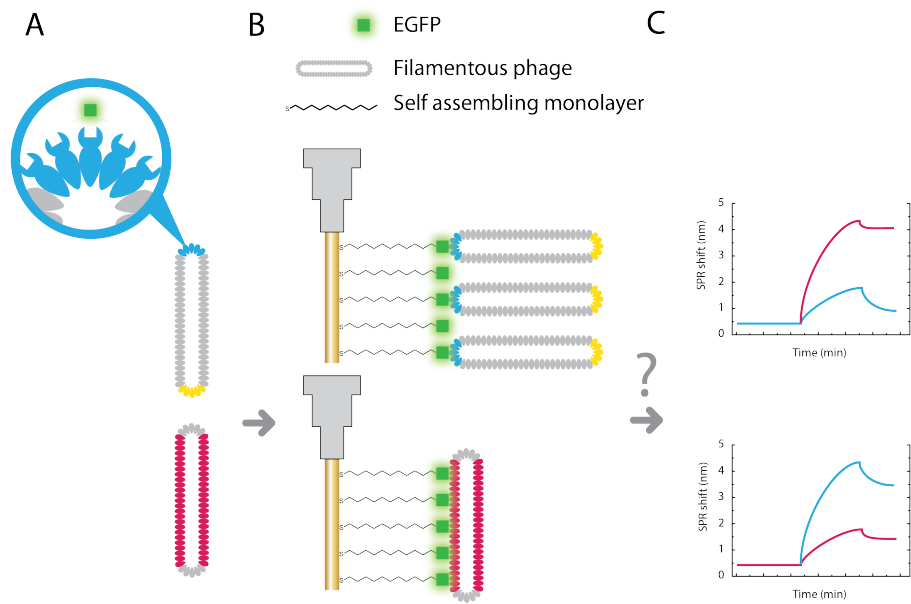 A
B
C
EGFP
Filamentous phage
S
Self assembling monolayer
S
S
S
S
S
5
4
3
2
1
0
SPR shift (nm)
Time (min)
?
S
S
S
S
S
5
4
3
2
1
0
SPR shift (nm)
Time (min)